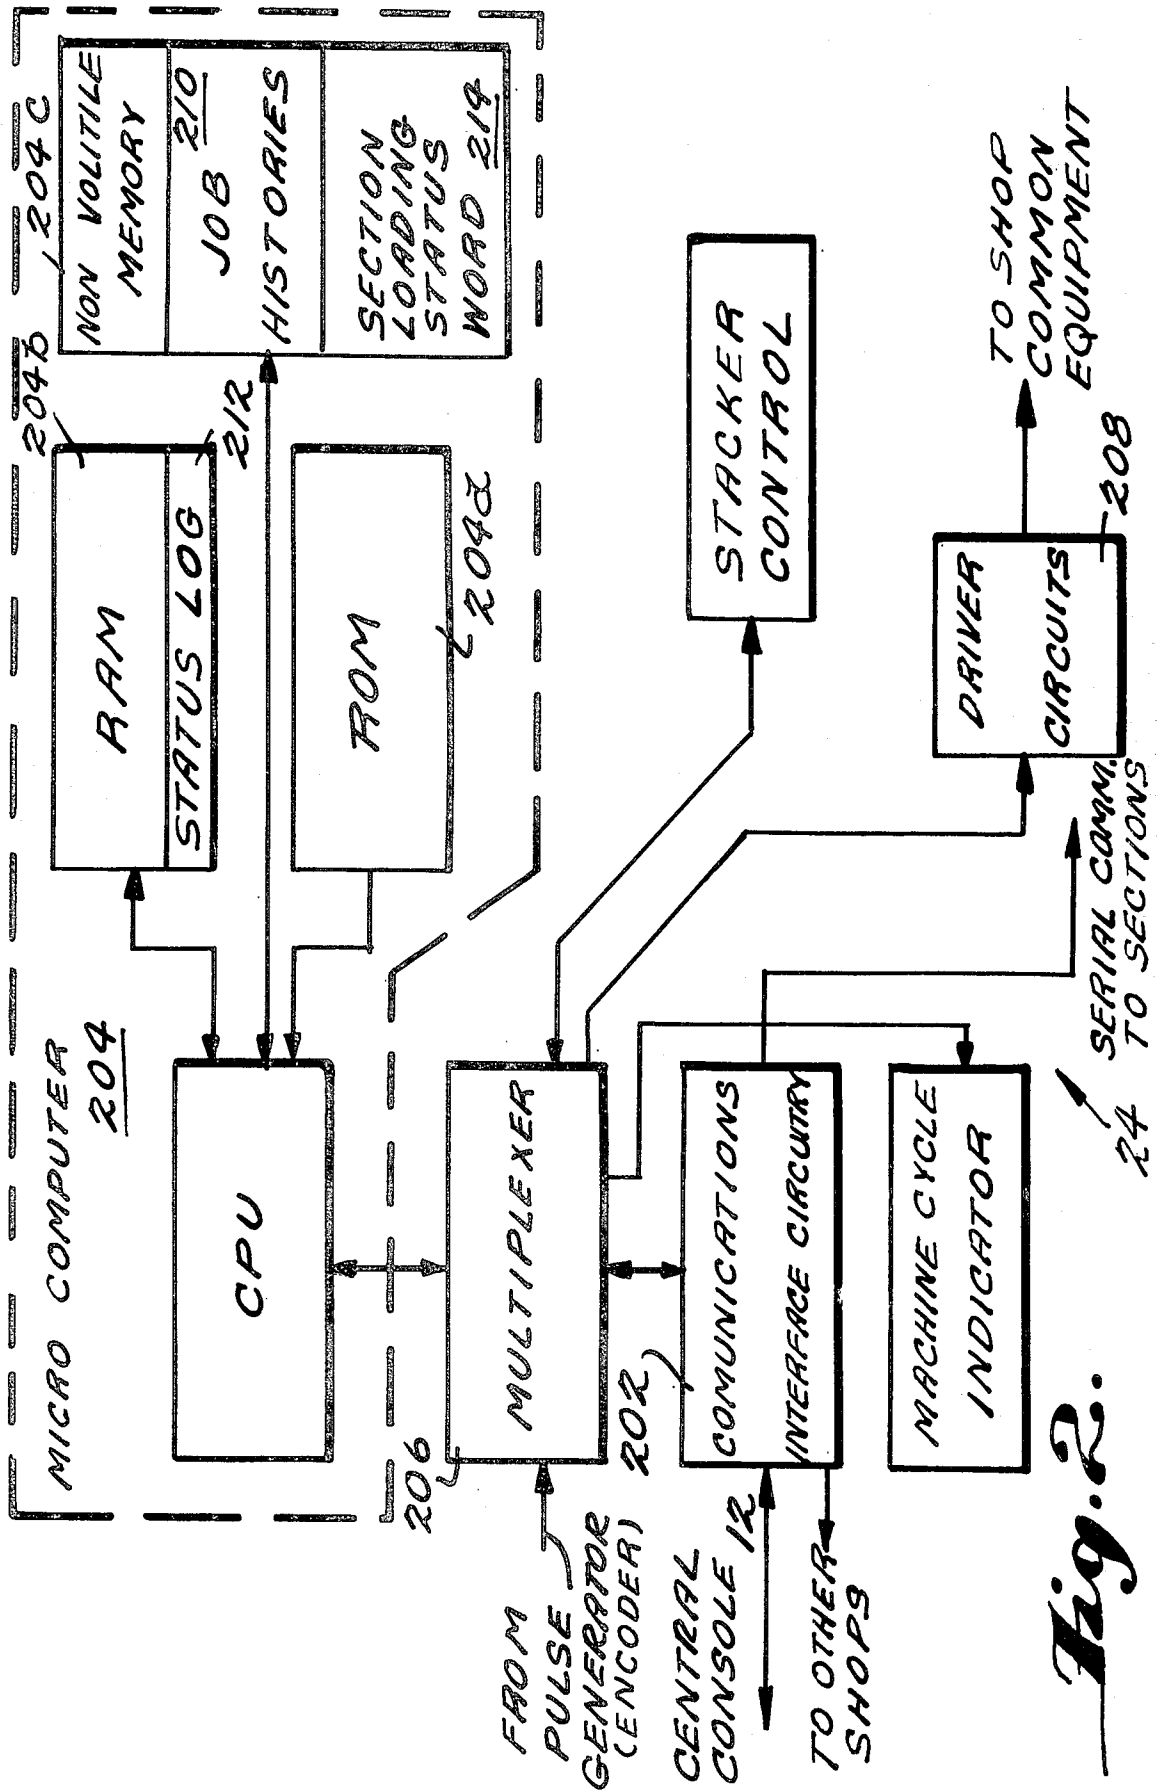 MICRO COMPUTER
204
CPU
204b
RAM
STATUS LOG
212
ROM
204a
204C
NON VOLITILE
MEMORY
210
JOB
HISTORIES
SECTION
LOADING
STATUS
WORD 214
206
MULTIPLEXER
FROM
PULSE
GENERATOR
(ENCODER)
STACKER
CONTROL
202
COMUNICATIONS
INTERFACE CIRCUITRY
CENTRAL
CONSOLE 12
TO OTHER
SHOPS
DRIVER
CIRCUITS
208
TO SHOP
COMMON
EQUIPMENT
MACHINE CYCLE
INDICATOR
24
SERIAL COMM.
TO SECTIONS
Fig. 2.